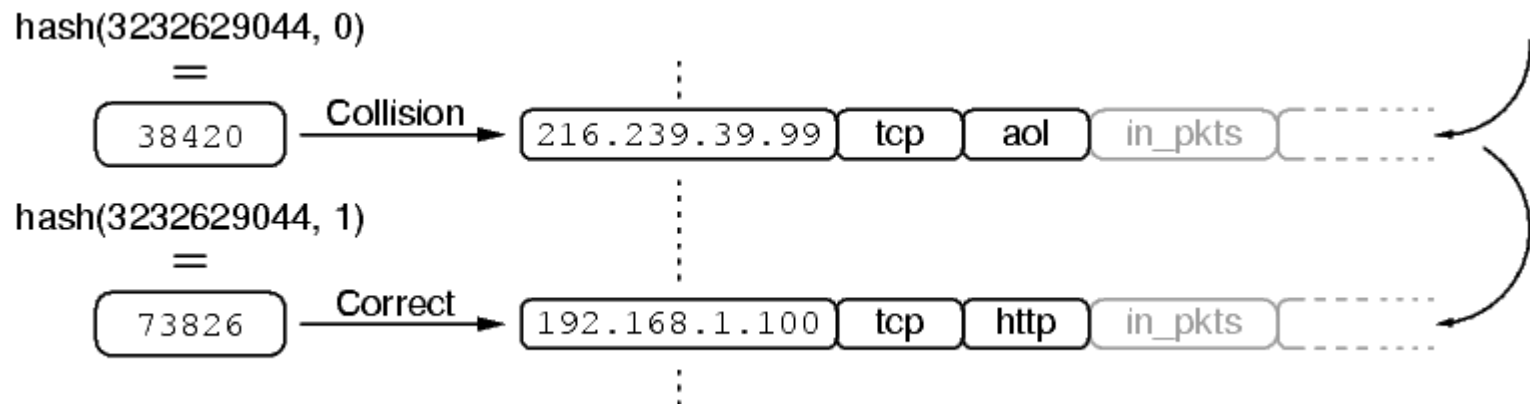 hash(3232629044, 0)
=
38420 Collision 216.239.39.99 tcp aol in_pkts
hash(3232629044, 1)
=
73826 Correct 192.168.1.100 tcp http in_pkts